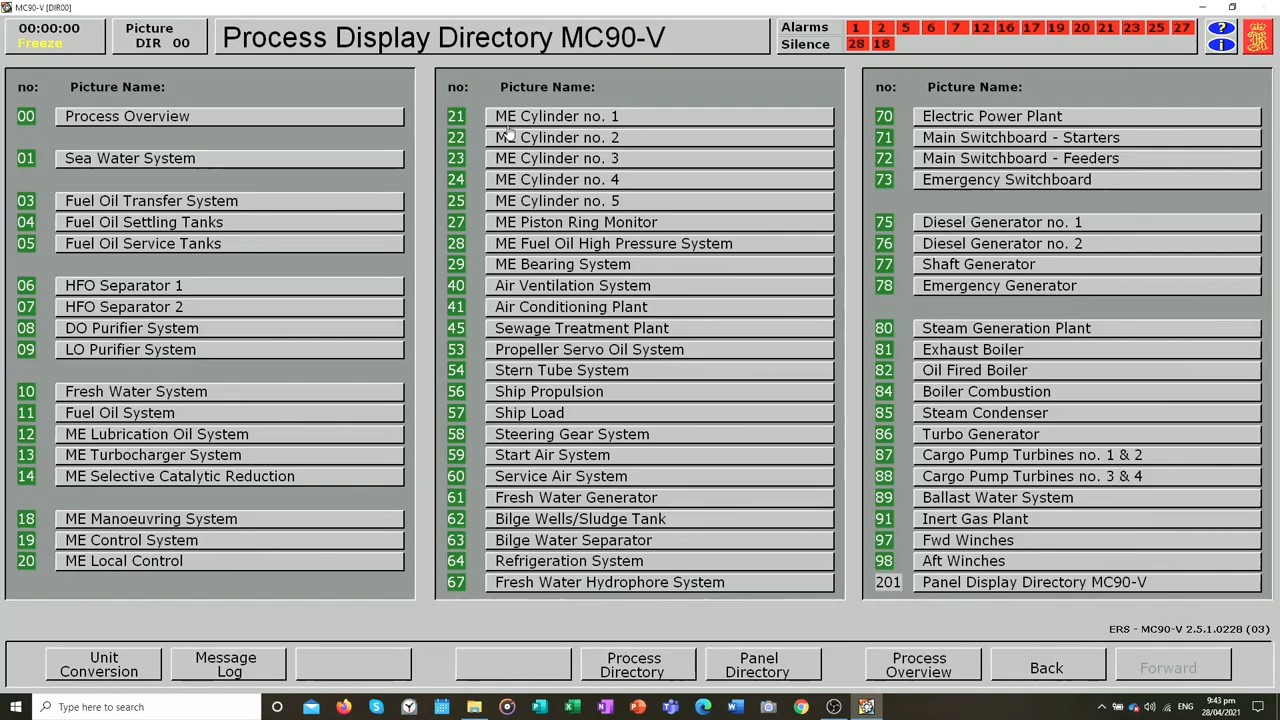 MC90-V [DIR00]
00:00:00
Freeze
Picture
DIR 00
Process Display Directory MC90-V
Alarms
1 2 5 6 7 12 16 17 19 20 21 23 25 27
Silence
28 18
?
i
no: Picture Name:
00 Process Overview
01 Sea Water System
03 Fuel Oil Transfer System
04 Fuel Oil Settling Tanks
05 Fuel Oil Service Tanks
06 HFO Separator 1
07 HFO Separator 2
08 DO Purifier System
09 LO Purifier System
10 Fresh Water System
11 Fuel Oil System
12 ME Lubrication Oil System
13 ME Turbocharger System
14 ME Selective Catalytic Reduction
18 ME Manoeuvring System
19 ME Control System
20 ME Local Control
no: Picture Name:
21 ME Cylinder no. 1
22 ME Cylinder no. 2
23 ME Cylinder no. 3
24 ME Cylinder no. 4
25 ME Cylinder no. 5
27 ME Piston Ring Monitor
28 ME Fuel Oil High Pressure System
29 ME Bearing System
40 Air Ventilation System
41 Air Conditioning Plant
45 Sewage Treatment Plant
53 Propeller Servo Oil System
54 Stern Tube System
56 Ship Propulsion
57 Ship Load
58 Steering Gear System
59 Start Air System
60 Service Air System
61 Fresh Water Generator
62 Bilge Wells/Sludge Tank
63 Bilge Water Separator
64 Refrigeration System
67 Fresh Water Hydrophore System
no: Picture Name:
70 Electric Power Plant
71 Main Switchboard - Starters
72 Main Switchboard - Feeders
73 Emergency Switchboard
75 Diesel Generator no. 1
76 Diesel Generator no. 2
77 Shaft Generator
78 Emergency Generator
80 Steam Generation Plant
81 Exhaust Boiler
82 Oil Fired Boiler
84 Boiler Combustion
85 Steam Condenser
86 Turbo Generator
87 Cargo Pump Turbines no. 1 & 2
88 Cargo Pump Turbines no. 3 & 4
89 Ballast Water System
91 Inert Gas Plant
97 Fwd Winches
98 Aft Winches
201 Panel Display Directory MC90-V
ERS - MC90-V 2.5.1.0228 (03)
Unit
Conversion
Message
Log
Process
Directory
Panel
Directory
Process
Overview
Back
Forward
Type here to search
ENG
9:43 pm
28/04/2021